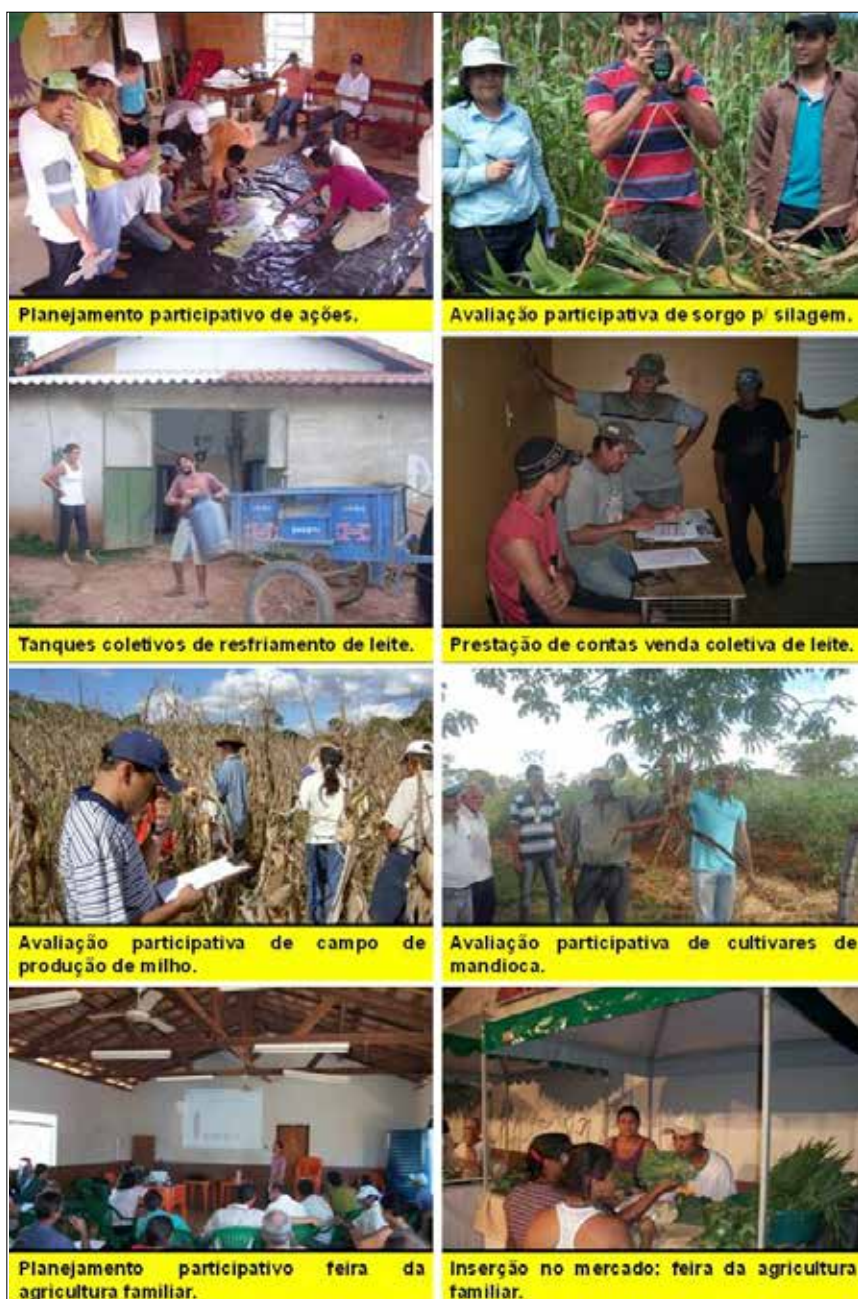 Planejamento participativo de ações.
Avaliação participativa de sorgo p/ silagem.
Tanques coletivos de resfriamento de leite.
Prestação de contas venda coletiva de leite.
Avaliação participativa de campo de
produção de milho.
Avaliação participativa de cultivares de
mandioca.
Planejamento participativo feira da
agricultura familiar.
Inserção no mercado: feira da agricultura
familiar.